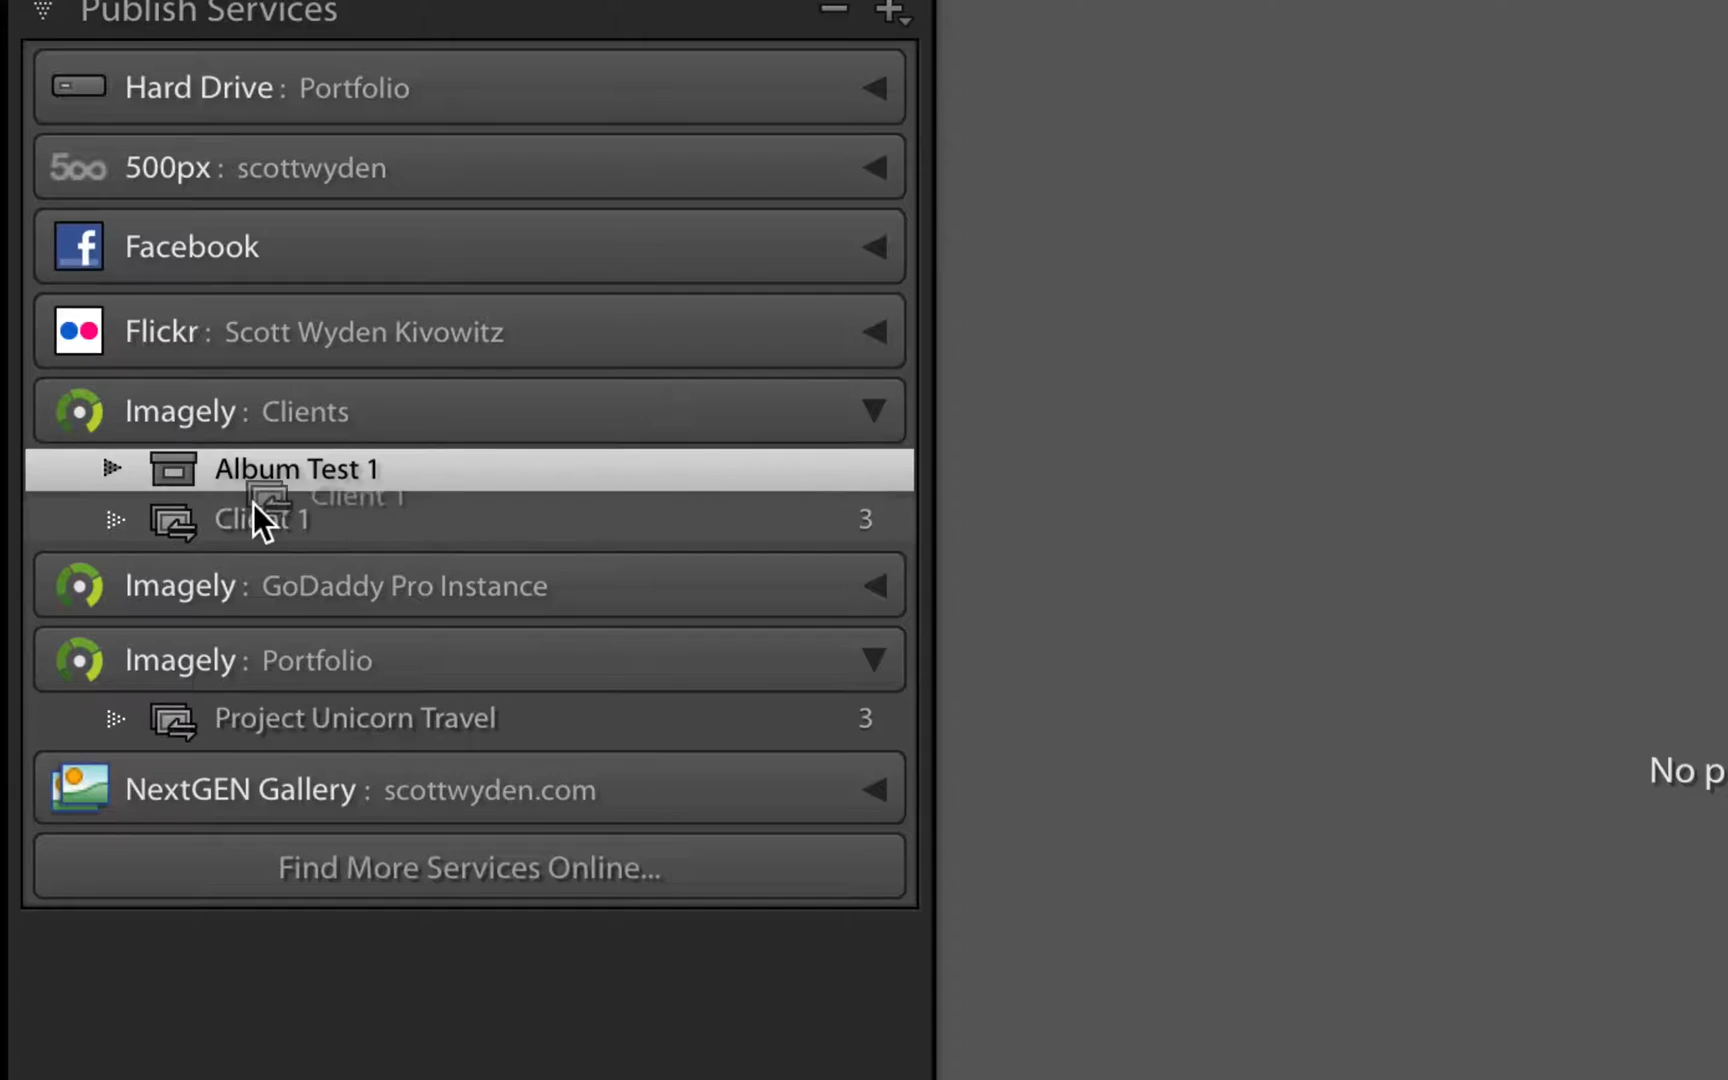 Publish Services
Hard Drive : Portfolio
500px : scottwyden
Facebook
Flickr : Scott Wyden Kivowitz
Imagely : Clients
Album Test 1
Client 1
Client 1 3
Imagely : GoDaddy Pro Instance
Imagely : Portfolio
Project Unicorn Travel 3
No p
NextGEN Gallery : scottwyden.com
Find More Services Online...